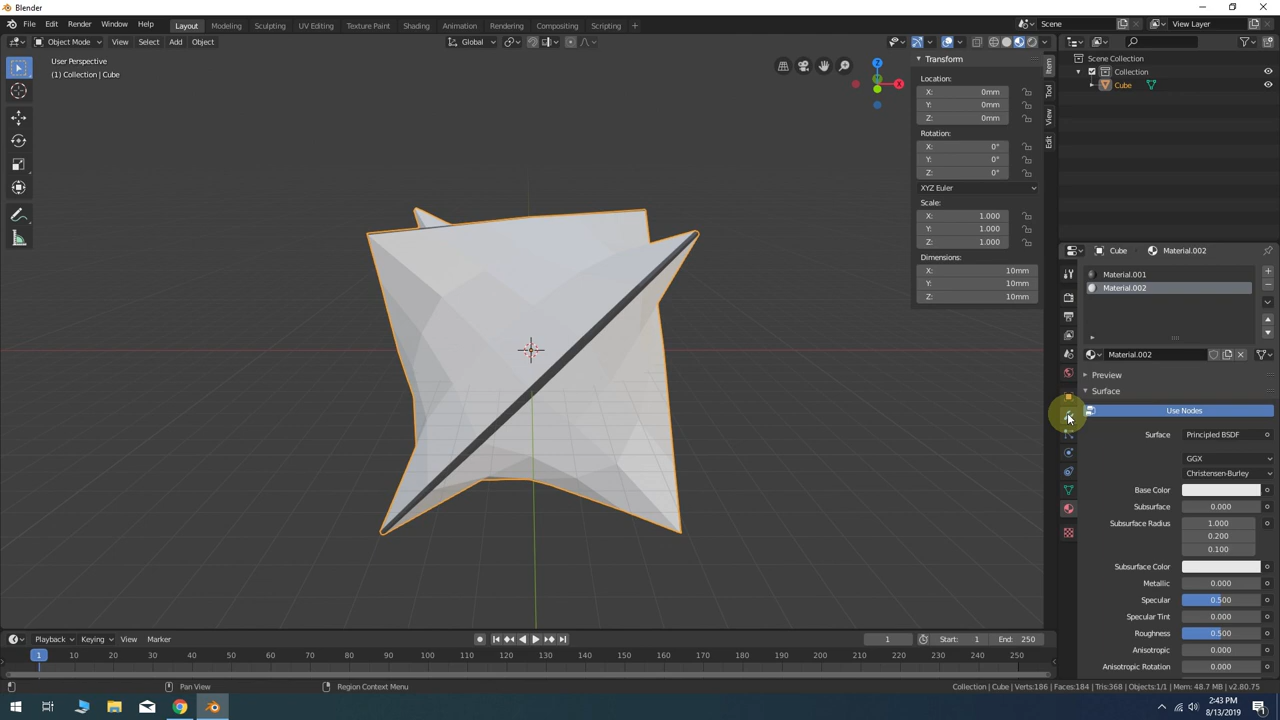 Blender
File Edit Render Window Help Layout Modeling Sculpting UV Editing Texture Paint Shading Animation Rendering Compositing Scripting + Scene View Layer
Object Mode View Select Add Object Global
User Perspective
(1) Collection | Cube
Transform
Location:
X: 0mm
Y: 0mm
Z: 0mm
Rotation:
X: 0°
Y: 0°
Z: 0°
XYZ Euler
Scale:
X: 1.000
Y: 1.000
Z: 1.000
Dimensions:
X: 10mm
Y: 10mm
Z: 10mm
Item
Tool
View
Edit
Z
X
Scene Collection
Collection
Cube
Cube Material.002
Material.001
Material.002
Material.002
Preview
Surface
Use Nodes
Surface Principled BSDF
GGX
Christensen-Burley
Base Color
Subsurface 0.000
Subsurface Radius 1.000
0.200
0.100
Subsurface Color
Metallic 0.000
Specular 0.500
Specular Tint 0.000
Roughness 0.500
Anisotropic 0.000
Anisotropic Rotation 0.000
Playback Keying View Marker 1 Start: 1 End: 250
1 10 20 30 40 50 60 70 80 90 100 110 120 130 140 150 160 170 180 190 200 210 220 230 240 250
Pan View Region Context Menu Collection | Cube | Verts:186 | Faces:184 | Tris:368 | Objects:1/1 | Mem: 48.7 MB | v2.80.75
2:43 PM
8/13/2019
1